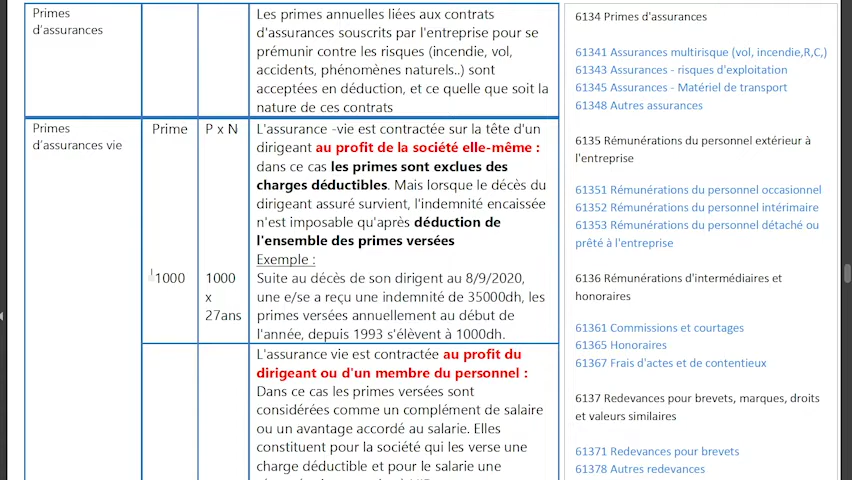 Primes
d'assurances
Les primes annuelles liées aux contrats
d'assurances souscrits par l'entreprise pour se
prémunir contre les risques (incendie, vol,
accidents, phénomènes naturels..) sont
acceptées en déduction, et ce quelle que soit la
nature de ces contrats
Primes
d'assurances vie
Prime
P x N
L'assurance -vie est contractée sur la tête d'un
dirigeant au profit de la société elle-même :
dans ce cas les primes sont exclues des
charges déductibles. Mais lorsque le décès du
dirigeant assuré survient, l'indemnité encaissée
n'est imposable qu'après déduction de
l'ensemble des primes versées
Exemple :
1000
1000
x
27ans
Suite au décès de son dirigent au 8/9/2020,
une e/se a reçu une indemnité de 35000dh, les
primes versées annuellement au début de
l'année, depuis 1993 s'élèvent à 1000dh.
L'assurance vie est contractée au profit du
dirigeant ou d'un membre du personnel :
Dans ce cas les primes versées sont
considérées comme un complément de salaire
ou un avantage accordé au salarie. Elles
constituent pour la société qui les verse une
charge déductible et pour le salarie une
6134 Primes d'assurances
61341 Assurances multirisque (vol, incendie,R,C,)
61343 Assurances - risques d'exploitation
61345 Assurances - Matériel de transport
61348 Autres assurances
6135 Rémunérations du personnel extérieur à
l'entreprise
61351 Rémunérations du personnel occasionnel
61352 Rémunérations du personnel intérimaire
61353 Rémunérations du personnel détaché ou
prêté à l'entreprise
6136 Rémunérations d'intermédiaires et
honoraires
61361 Commissions et courtages
61365 Honoraires
61367 Frais d'actes et de contentieux
6137 Redevances pour brevets, marques, droits
et valeurs similaires
61371 Redevances pour brevets
61378 Autres redevances